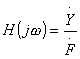 H(jω) = Ẏ/F